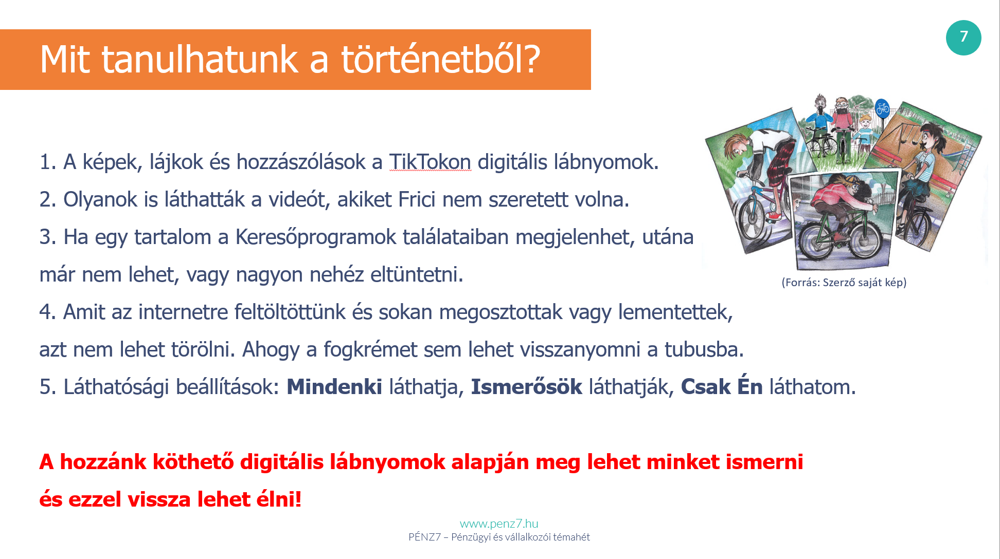 7
Mit tanulhatunk a történetből?
1. A képek, lájkok és hozzászólások a TikTokon digitális lábnyomok.
2. Olyanok is láthatták a videót, akiket Frici nem szeretett volna.
3. Ha egy tartalom a Keresőprogramok találataiban megjelenhet, utána
már nem lehet, vagy nagyon nehéz eltüntetni.
(Forrás: Szerző saját kép)
4. Amit az internetre feltöltöttünk és sokan megosztottak vagy lementettek,
azt nem lehet törölni. Ahogy a fogkrémet sem lehet visszanyomni a tubusba.
5. Láthatósági beállítások: Mindenki láthatja, Ismerősök láthatják, Csak Én láthatom.
A hozzánk köthető digitális lábnyomok alapján meg lehet minket ismerni
és ezzel vissza lehet élni!
www.penz7.hu
PÉNZ7 – Pénzügyi és vállalkozói témahét